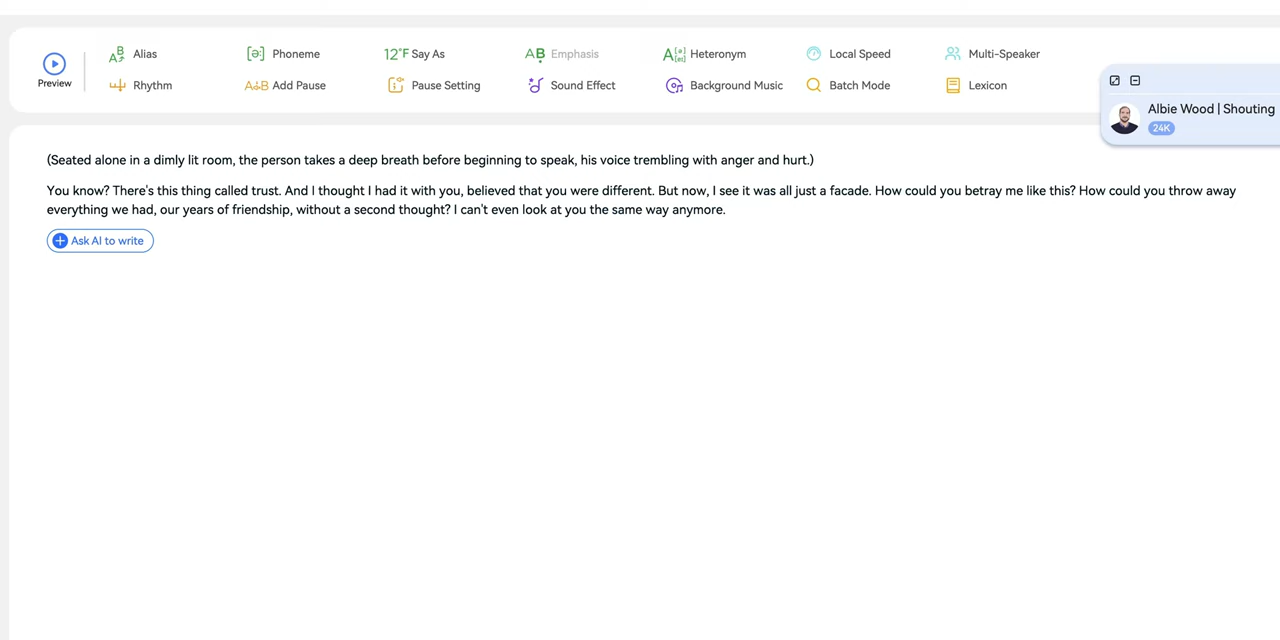 Preview
Alias
Phoneme
12°F Say As
Emphasis
Heteronym
Local Speed
Multi-Speaker
Rhythm
Add Pause
Pause Setting
Sound Effect
Background Music
Batch Mode
Lexicon
Albie Wood | Shouting
24K
(Seated alone in a dimly lit room, the person takes a deep breath before beginning to speak, his voice trembling with anger and hurt.)
You know? There's this thing called trust. And I thought I had it with you, believed that you were different. But now, I see it was all just a facade. How could you betray me like this? How could you throw away
everything we had, our years of friendship, without a second thought? I can't even look at you the same way anymore.
Ask AI to write